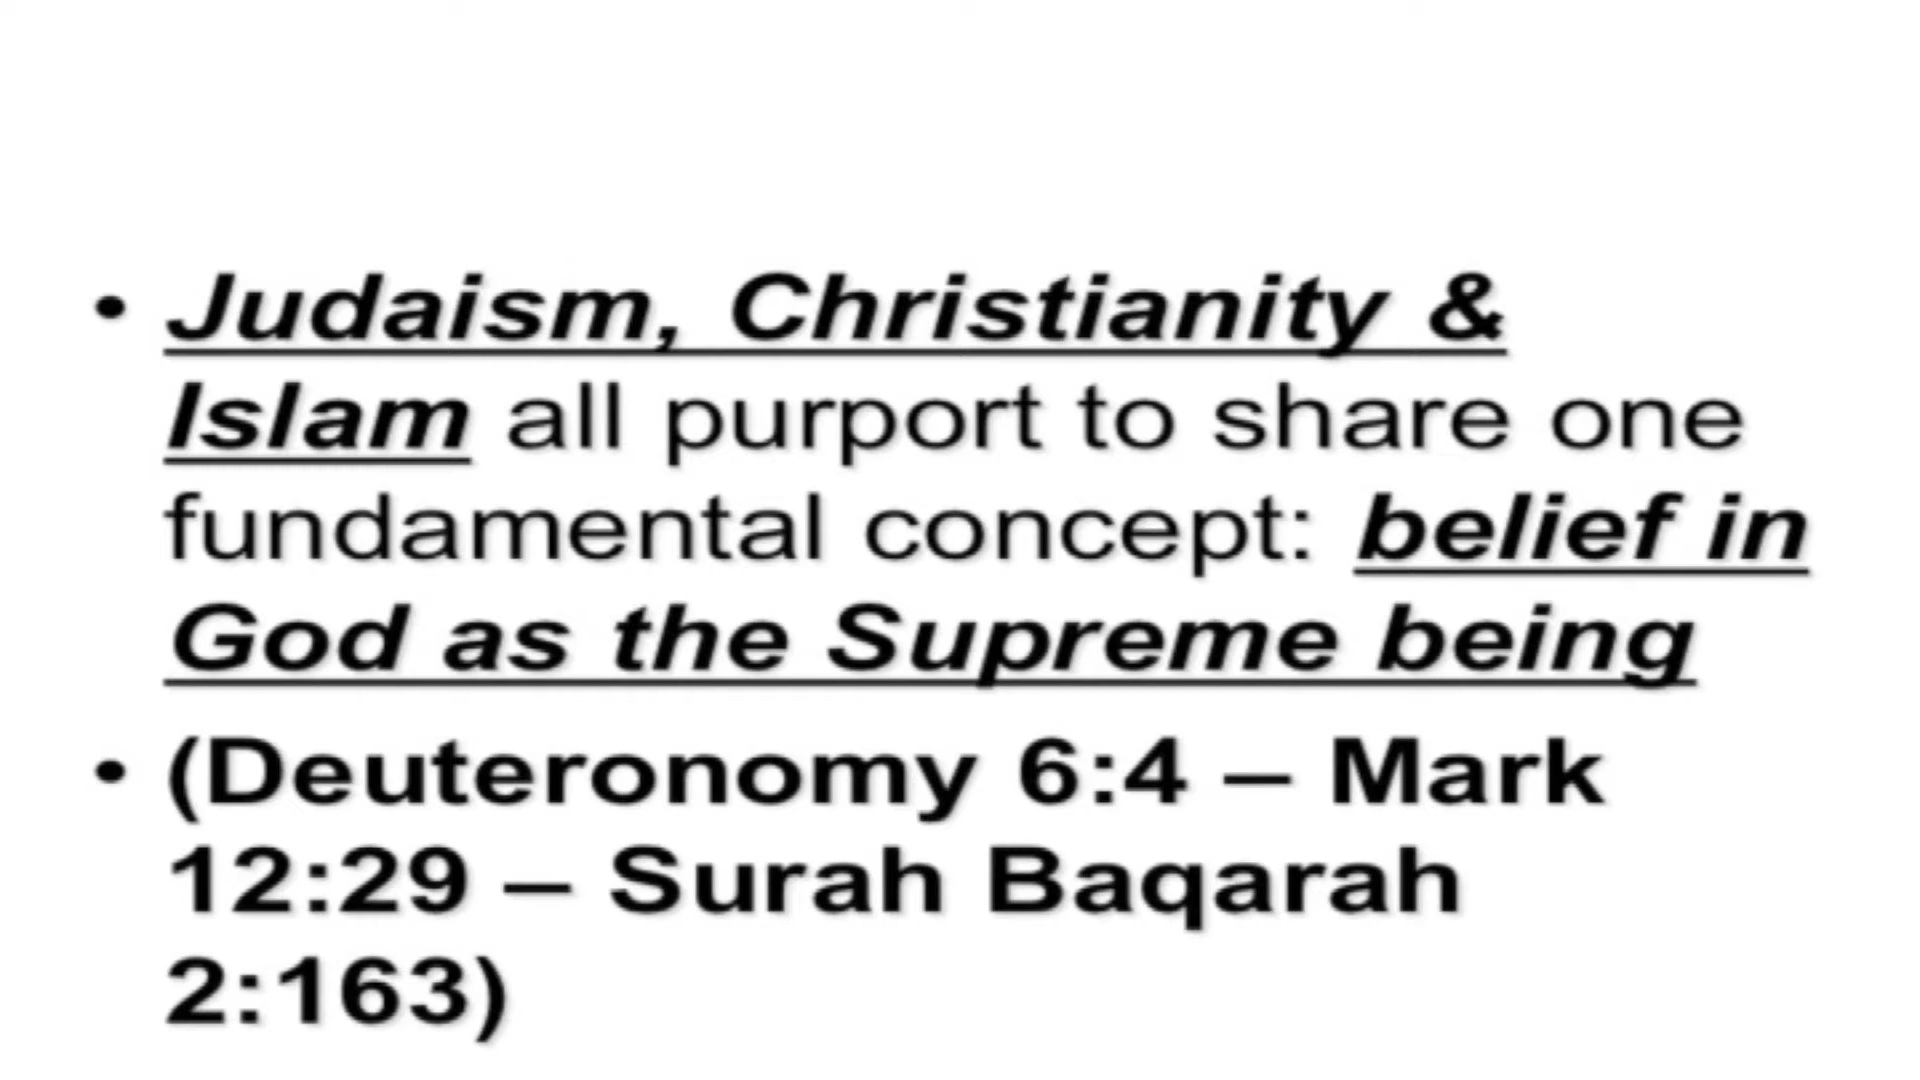 • Judaism, Christianity &
Islam all purport to share one
fundamental concept: belief in
God as the Supreme being
• (Deuteronomy 6:4 – Mark
12:29 – Surah Baqarah
2:163)